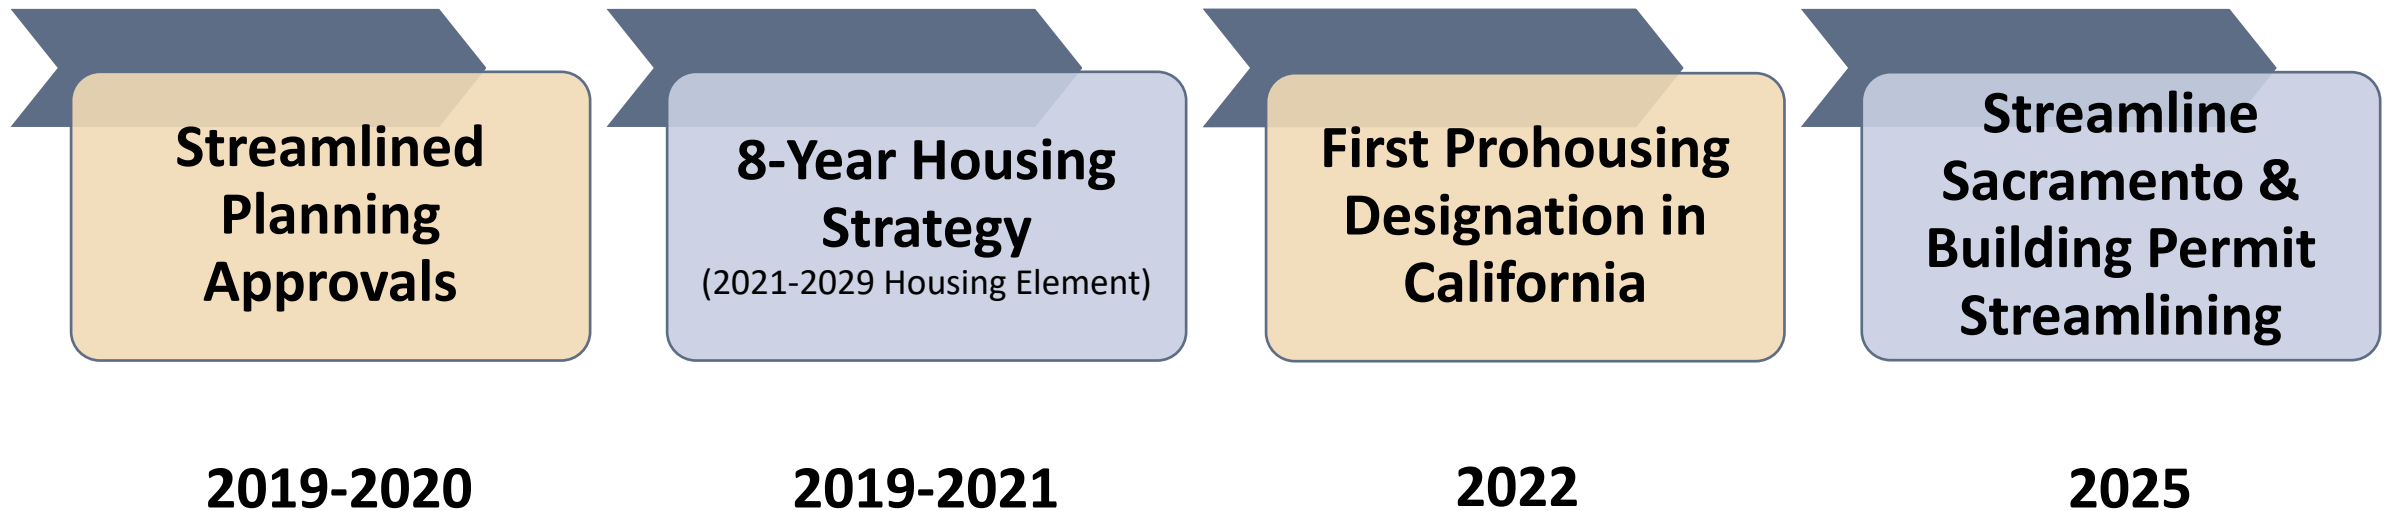 Streamlined
Planning
Approvals
8-Year Housing
Strategy
(2021-2029 Housing Element)
First Prohousing
Designation in
California
Streamline
Sacramento &
Building Permit
Streamlining
2019-2020
2019-2021
2022
2025